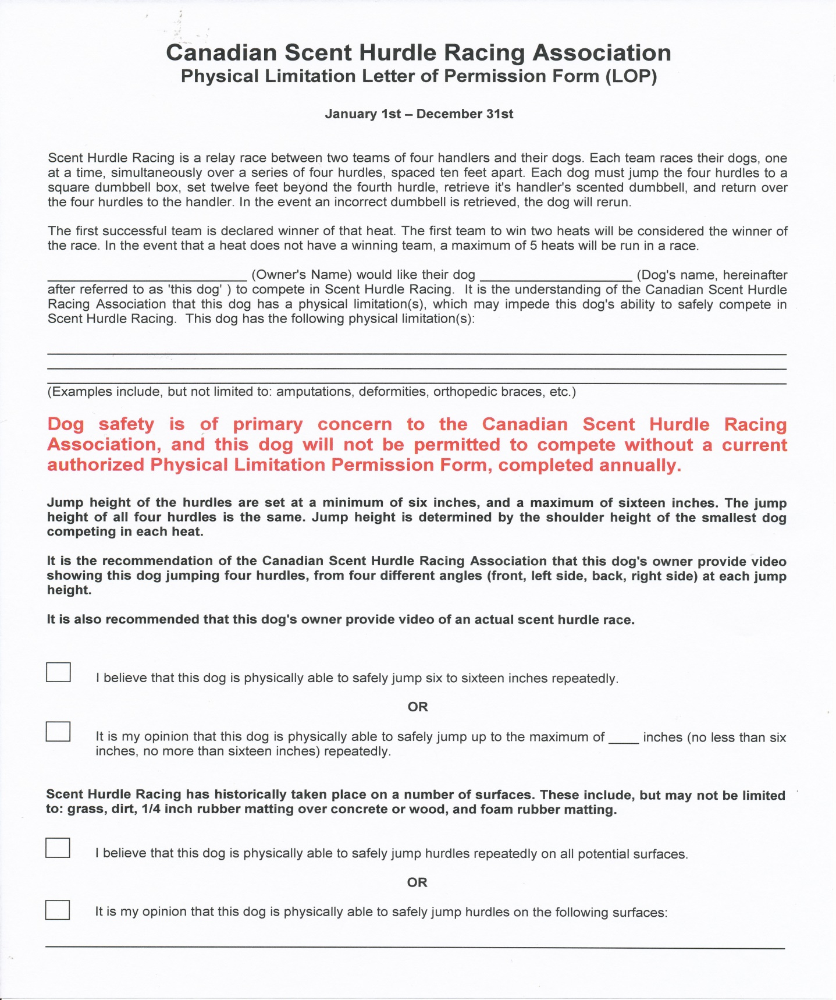 Canadian Scent Hurdle Racing Association
Physical Limitation Letter of Permission Form (LOP)
January 1st – December 31st
Scent Hurdle Racing is a relay race between two teams of four handlers and their dogs. Each team races their dogs, one
at a time, simultaneously over a series of four hurdles, spaced ten feet apart. Each dog must jump the four hurdles to a
square dumbbell box, set twelve feet beyond the fourth hurdle, retrieve it's handler's scented dumbbell, and return over
the four hurdles to the handler. In the event an incorrect dumbbell is retrieved, the dog will rerun.
The first successful team is declared winner of that heat. The first team to win two heats will be considered the winner of
the race. In the event that a heat does not have a winning team, a maximum of 5 heats will be run in a race.
__________________________ (Owner's Name) would like their dog ____________________ (Dog's name, hereinafter
after referred to as 'this dog' ) to compete in Scent Hurdle Racing. It is the understanding of the Canadian Scent Hurdle
Racing Association that this dog has a physical limitation(s), which may impede this dog's ability to safely compete in
Scent Hurdle Racing. This dog has the following physical limitation(s):
(Examples include, but not limited to: amputations, deformities, orthopedic braces, etc.)
Dog safety is of primary concern to the Canadian Scent Hurdle Racing
Association, and this dog will not be permitted to compete without a current
authorized Physical Limitation Permission Form, completed annually.
Jump height of the hurdles are set at a minimum of six inches, and a maximum of sixteen inches. The jump
height of all four hurdles is the same. Jump height is determined by the shoulder height of the smallest dog
competing in each heat.
It is the recommendation of the Canadian Scent Hurdle Racing Association that this dog's owner provide video
showing this dog jumping four hurdles, from four different angles (front, left side, back, right side) at each jump
height.
It is also recommended that this dog's owner provide video of an actual scent hurdle race.
I believe that this dog is physically able to safely jump six to sixteen inches repeatedly.
OR
It is my opinion that this dog is physically able to safely jump up to the maximum of ____ inches (no less than six
inches, no more than sixteen inches) repeatedly.
Scent Hurdle Racing has historically taken place on a number of surfaces. These include, but may not be limited
to: grass, dirt, 1/4 inch rubber matting over concrete or wood, and foam rubber matting.
I believe that this dog is physically able to safely jump hurdles repeatedly on all potential surfaces.
OR
It is my opinion that this dog is physically able to safely jump hurdles on the following surfaces: